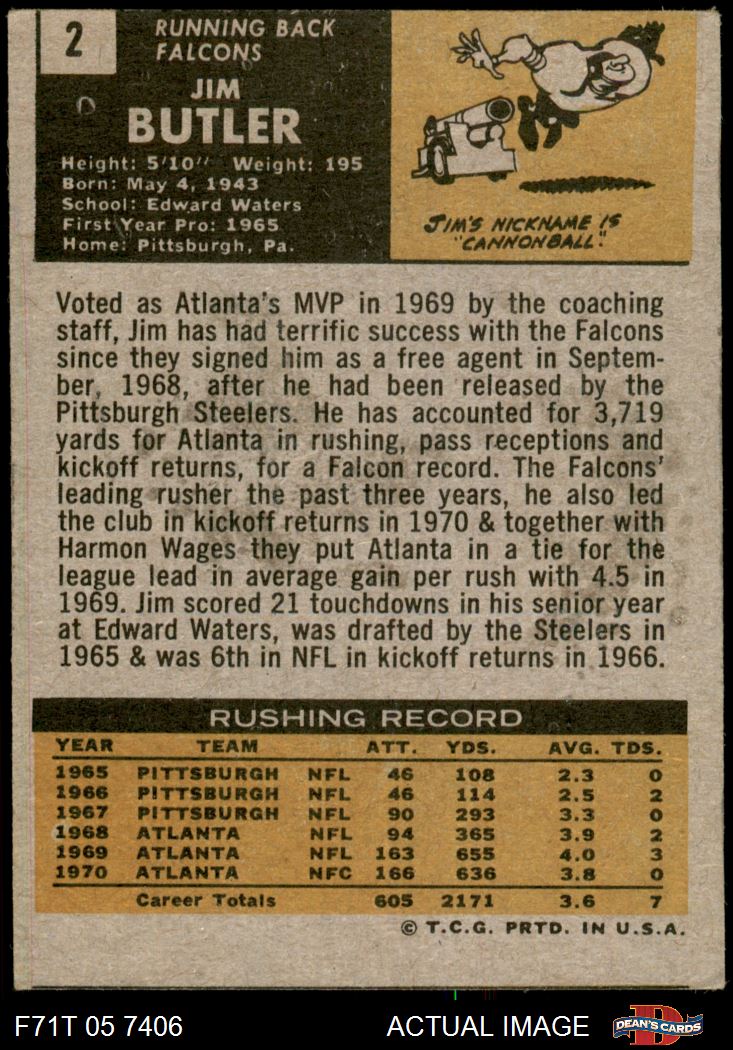 2
RUNNING BACK
FALCONS
JIM
BUTLER
Height: 5'10" Weight: 195
Born: May 4, 1943
School: Edward Waters
First Year Pro: 1965
Home: Pittsburgh, Pa.
JIM'S NICKNAME IS
"CANNONBALL".
Voted as Atlanta's MVP in 1969 by the coaching
staff, Jim has had terrific success with the Falcons
since they signed him as a free agent in Septem-
ber, 1968, after he had been released by the
Pittsburgh Steelers. He has accounted for 3,719
yards for Atlanta in rushing, pass receptions and
kickoff returns, for a Falcon record. The Falcons'
leading rusher the past three years, he also led
the club in kickoff returns in 1970 & together with
Harmon Wages they put Atlanta in a tie for the
league lead in average gain per rush with 4.5 in
1969. Jim scored 21 touchdowns in his senior year
at Edward Waters, was drafted by the Steelers in
1965 & was 6th in NFL in kickoff returns in 1966.
RUSHING RECORD
YEAR TEAM ATT. YDS. AVG. TDS.
1965 PITTSBURGH NFL 46 108 2.3 0
1966 PITTSBURGH NFL 46 114 2.5 2
1967 PITTSBURGH NFL 90 293 3.3 0
1968 ATLANTA NFL 94 365 3.9 2
1969 ATLANTA NFL 163 655 4.0 3
1970 ATLANTA NFC 166 636 3.8 0
Career Totals 605 2171 3.6 7
© T.C.G. PRTD. IN U.S.A.
F71T 05 7406 ACTUAL IMAGE DEAN'S CARDS